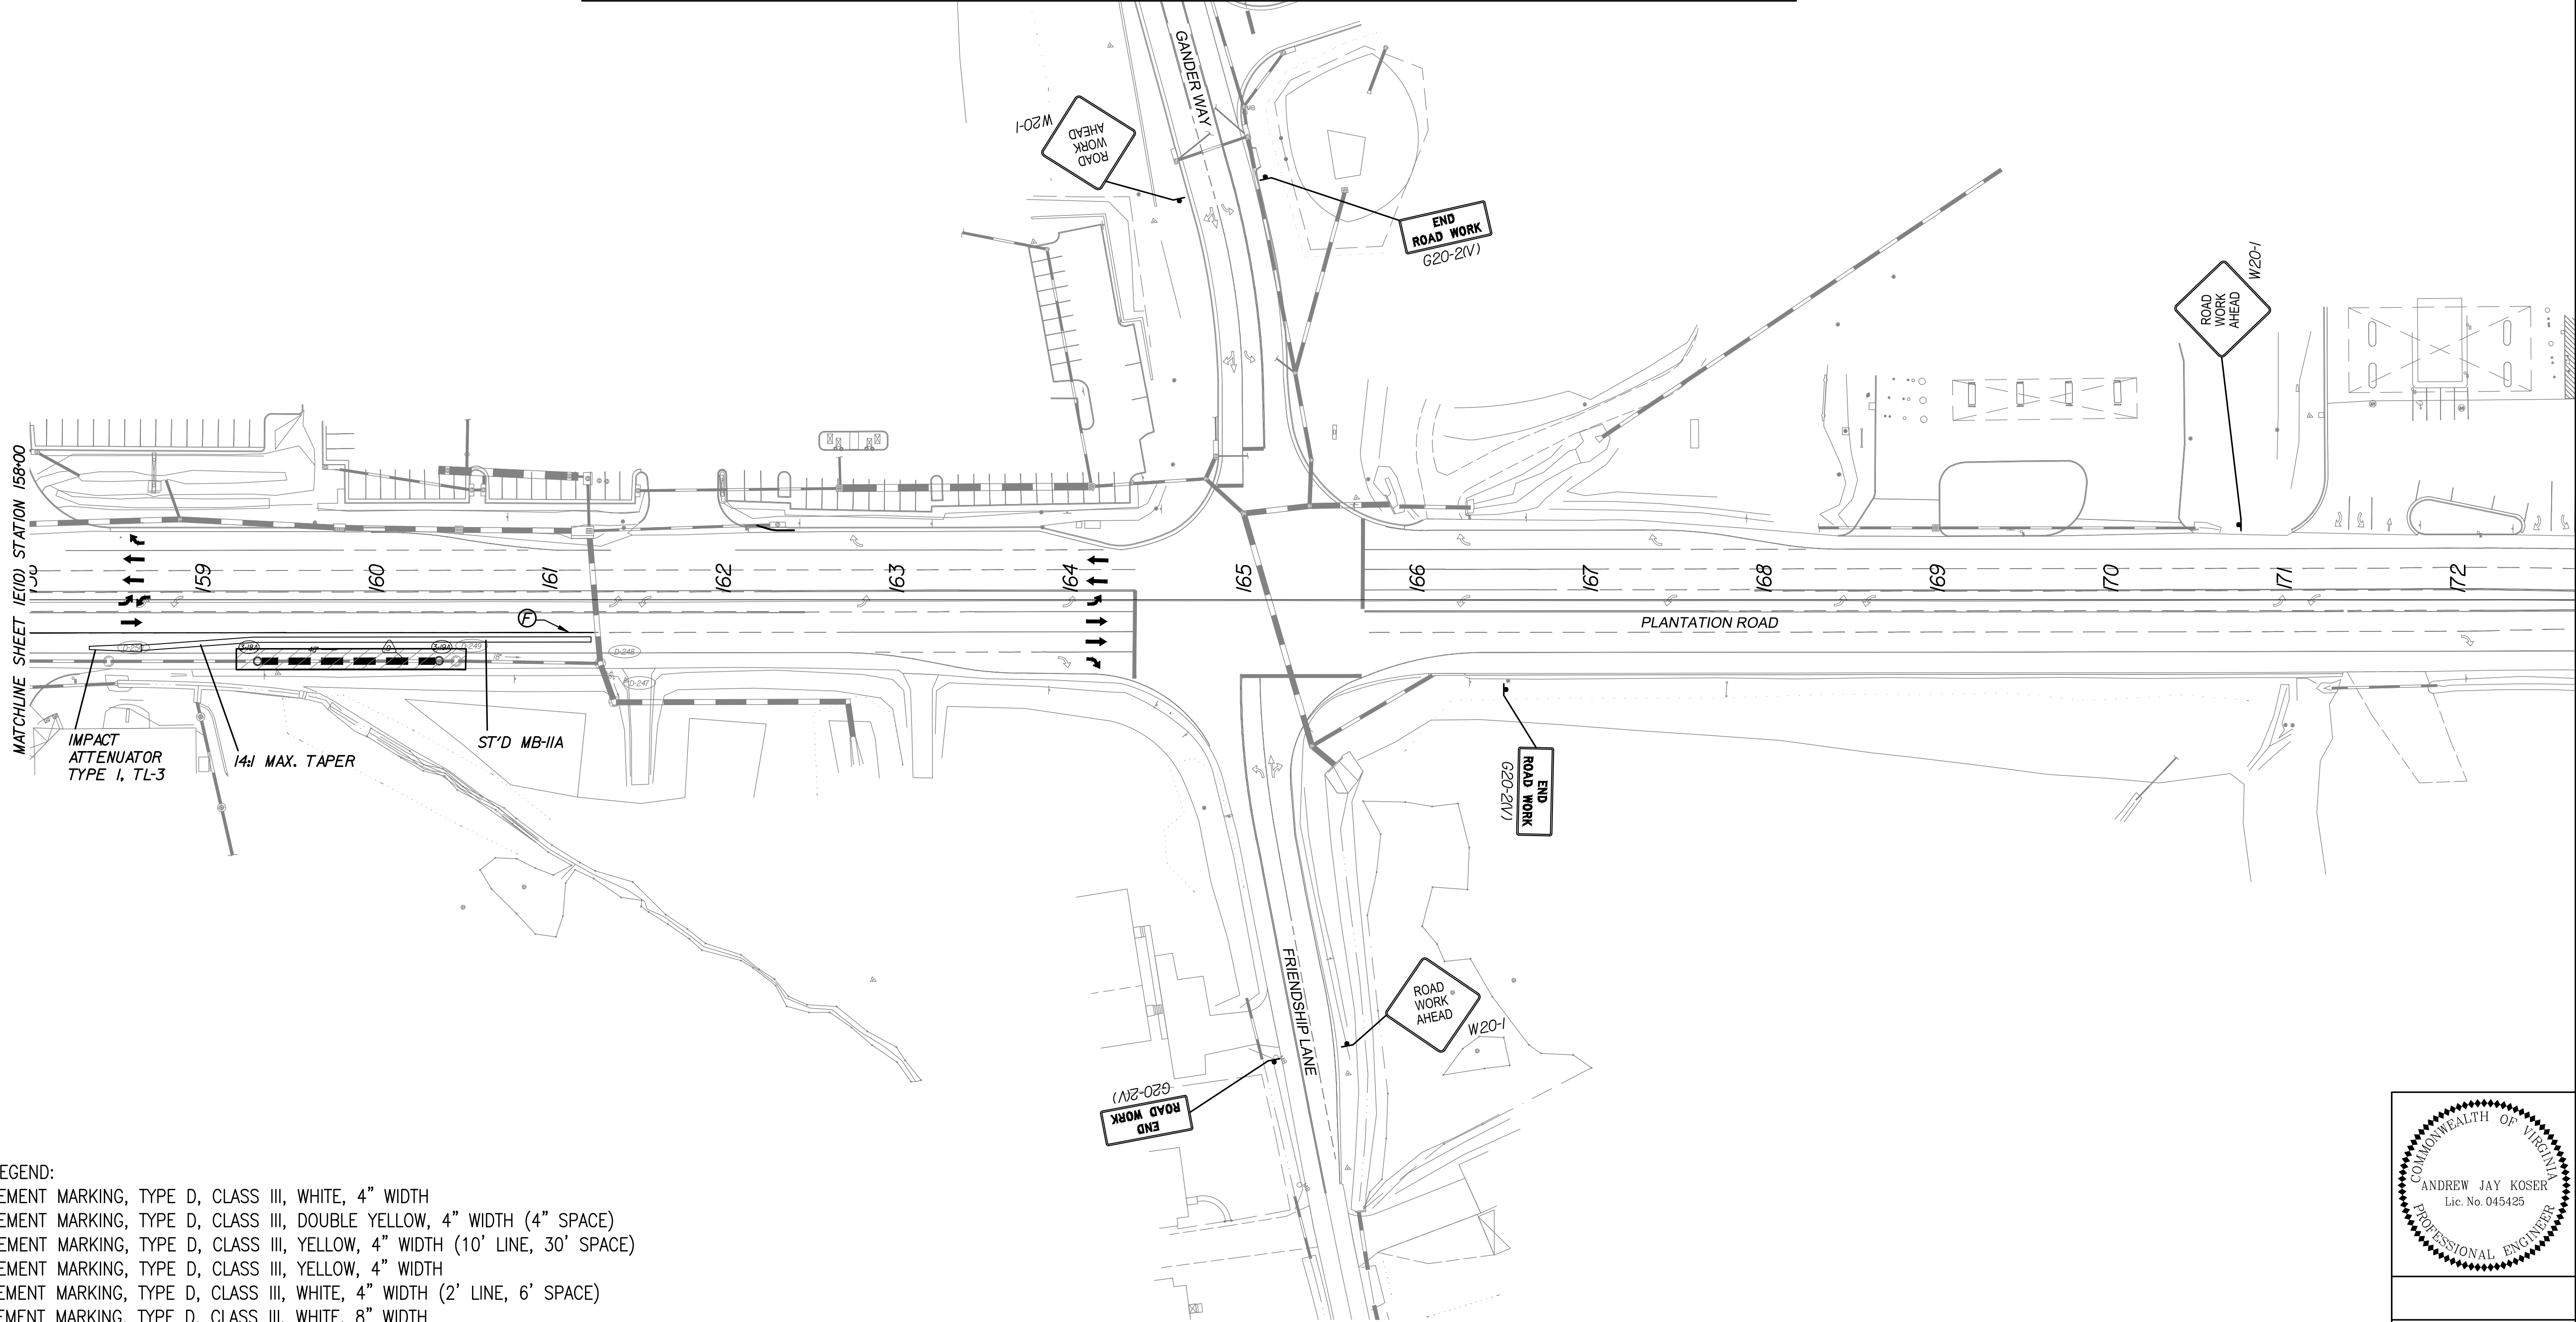 GANDER WAY
W20-1
ROAD
WORK
AHEAD
END
ROAD WORK
G20-2(V)
W20-1
ROAD
WORK
AHEAD
MATCHLINE SHEET 1E(10) STATION 158+00
159
160
161
162
163
164
165
166
167
168
169
170
171
172
F
PLANTATION ROAD
D-249
D-248
D-247
IMPACT
ATTENUATOR
TYPE 1, TL-3
14:1 MAX. TAPER
ST'D MB-11A
END
ROAD WORK
G20-2(V)
FRIENDSHIP LANE
ROAD
WORK
AHEAD
W20-1
G20-2(V)
END
ROAD WORK
EGEND:
EMENT MARKING, TYPE D, CLASS III, WHITE, 4" WIDTH
EMENT MARKING, TYPE D, CLASS III, DOUBLE YELLOW, 4" WIDTH (4" SPACE)
EMENT MARKING, TYPE D, CLASS III, YELLOW, 4" WIDTH (10' LINE, 30' SPACE)
EMENT MARKING, TYPE D, CLASS III, YELLOW, 4" WIDTH
EMENT MARKING, TYPE D, CLASS III, WHITE, 4" WIDTH (2' LINE, 6' SPACE)
EMENT MARKING, TYPE D, CLASS III, WHITE, 8" WIDTH
COMMONWEALTH OF VIRGINIA
ANDREW JAY KOSER
Lic. No. 045425
PROFESSIONAL ENGINEER